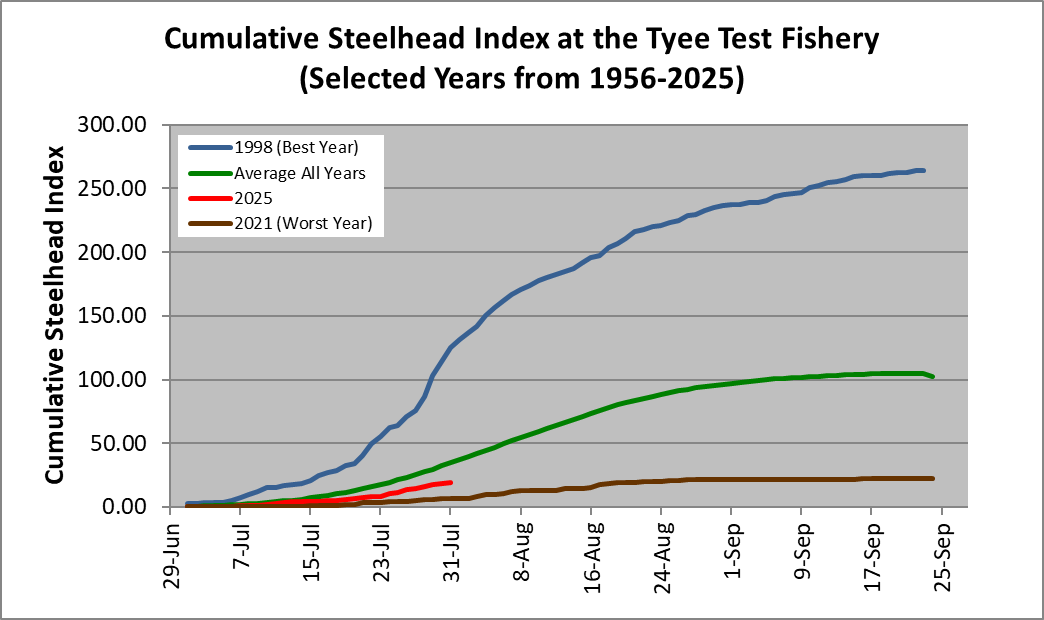 Cumulative Steelhead Index at the Tyee Test Fishery
(Selected Years from 1956-2025)
Cumulative Steelhead Index
300.00
250.00
200.00
150.00
100.00
50.00
0.00
1998 (Best Year)
Average All Years
2025
2021 (Worst Year)
29-Jun
7-Jul
15-Jul
23-Jul
31-Jul
8-Aug
16-Aug
24-Aug
1-Sep
9-Sep
17-Sep
25-Sep